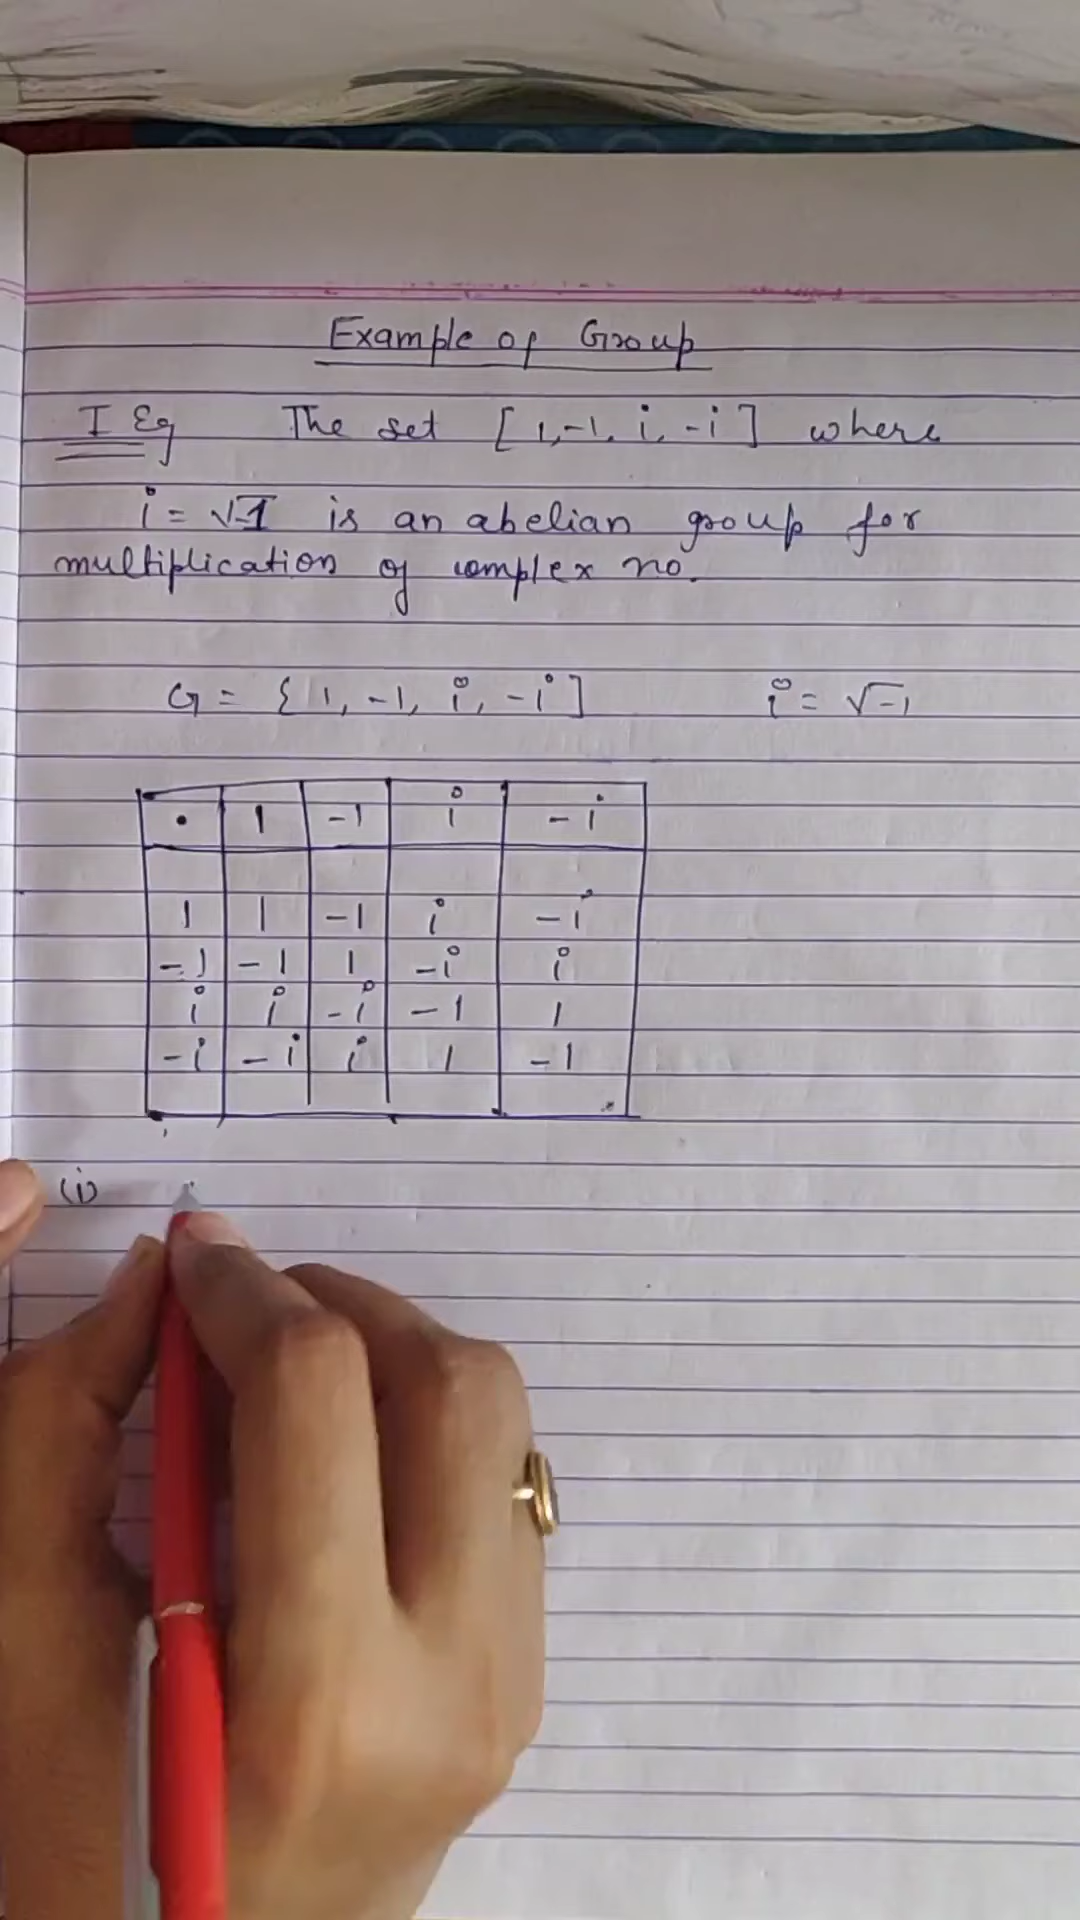 Example of Group
I Eg The set [1, -1, i, -i] where
i = √-1 is an abelian group for
multiplication of complex no.
G = {1, -1, i, -i] i = √-1
• 1 -1 i -i
1 1 -1 i -i
-1 -1 1 -i i
i i -i -1 1
-i -i i 1 -1
(i)